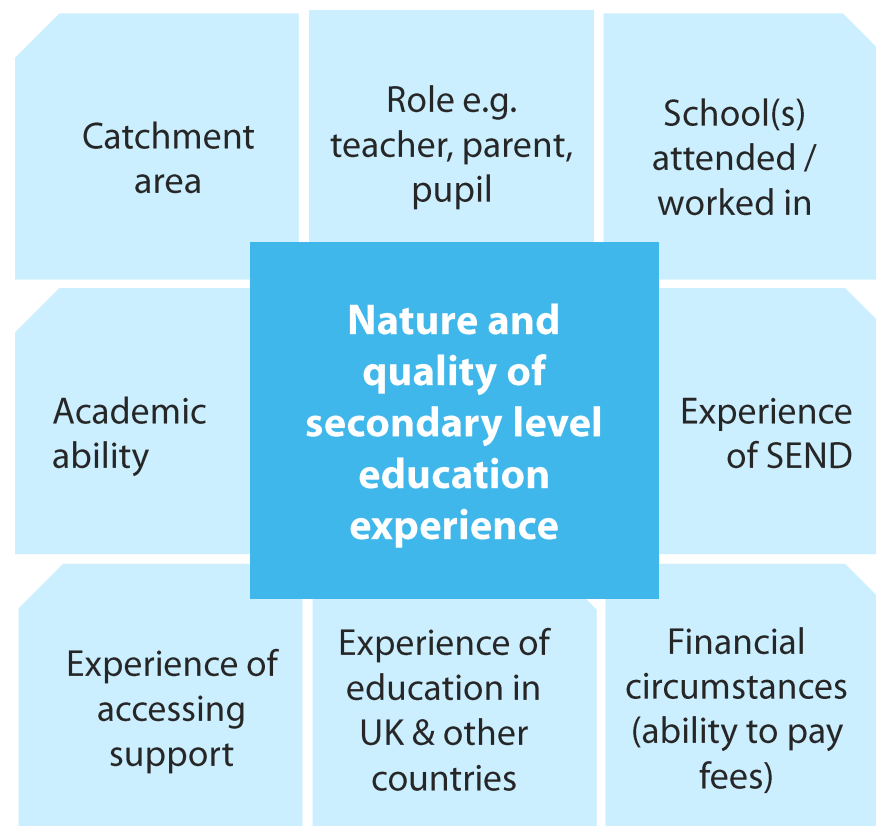 Catchment
area
Role e.g.
teacher, parent,
pupil
School(s)
attended /
worked in
Academic
ability
Nature and
quality of
secondary level
education
experience
Experience
of SEND
Experience of
accessing
support
Experience of
education in
UK & other
countries
Financial
circumstances
(ability to pay
fees)